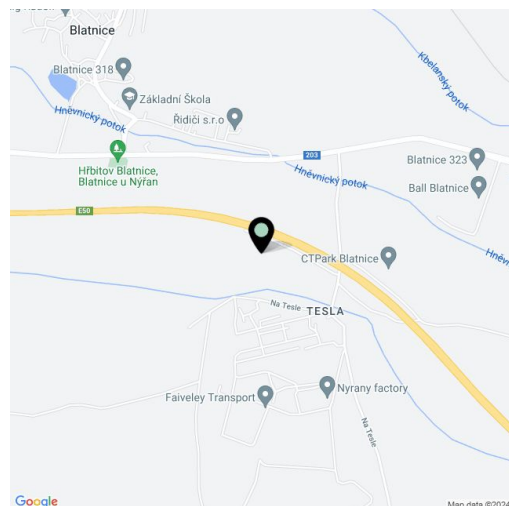 Blatnice
Blatnice 318
Základní Škola
Hněvnický potok
Řidiči s.r.o
Kbelanský potok
203
Blatnice 323
Hřbitov Blatnice,
Blatnice u Nýřan
Hněvnický potok
Ball Blatnice
E50
CTPark Blatnice
Na Tesle
TESLA
Nyrany factory
Faiveley Transport
Na Tesle
Google
Map data ©2024